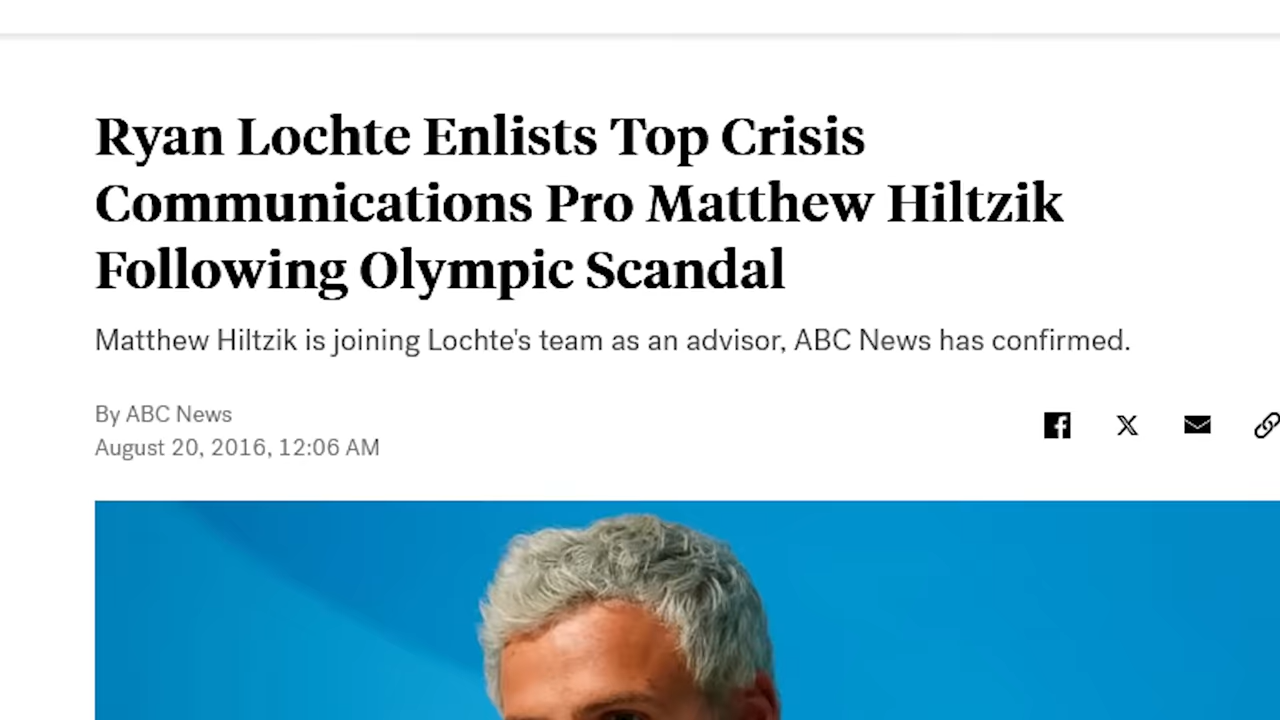 Ryan Lochte Enlists Top Crisis
Communications Pro Matthew Hiltzik
Following Olympic Scandal
Matthew Hiltzik is joining Lochte's team as an advisor, ABC News has confirmed.
By ABC News
August 20, 2016, 12:06 AM